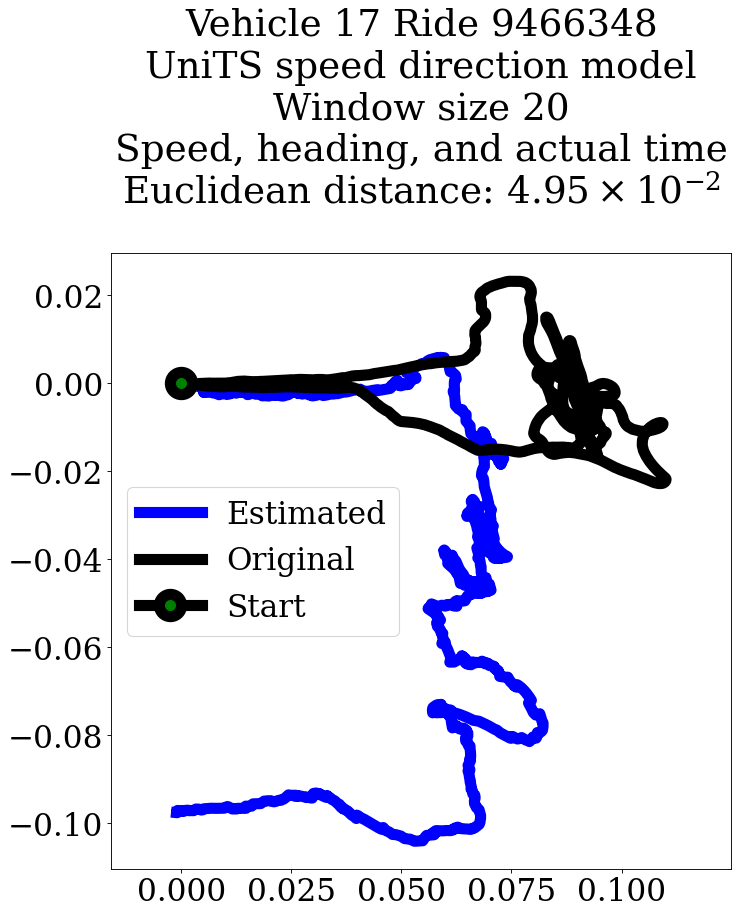 Vehicle 17 Ride 9466348
UniTS speed direction model
Window size 20
Speed, heading, and actual time
Euclidean distance: 4.95 × 10⁻²
0.02
0.00
−0.02
−0.04
−0.06
−0.08
−0.10
Estimated
Original
Start
0.000 0.025 0.050 0.075 0.100